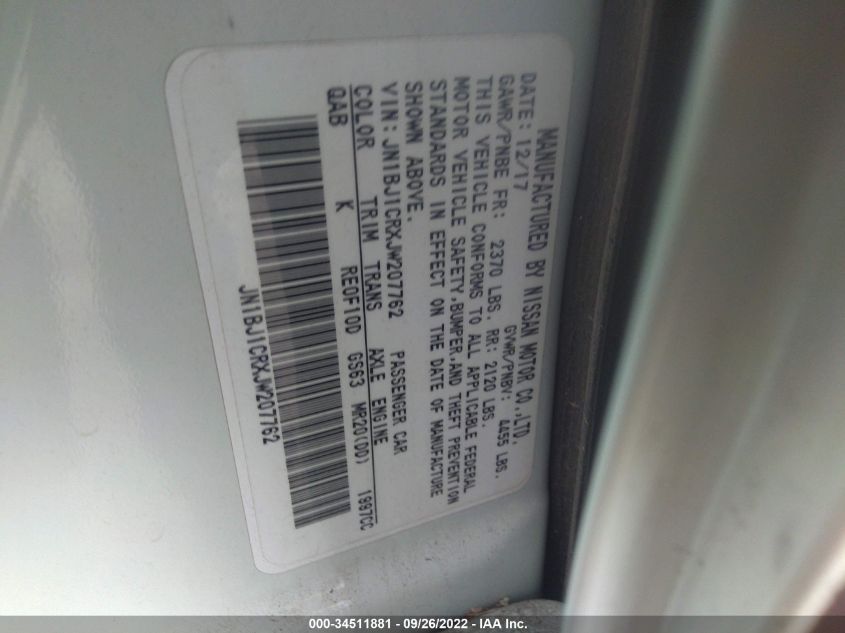 MANUFACTURED BY NISSAN MOTOR CO.,LTD.
DATE: 12/17 GVWR/PNBV: 4455 LBS.
GAWR/PNBE FR: 2370 LBS. RR: 2120 LBS.
THIS VEHICLE CONFORMS TO ALL APPLICABLE FEDERAL
MOTOR VEHICLE SAFETY,BUMPER,AND THEFT PREVENTION
STANDARDS IN EFFECT ON THE DATE OF MANUFACTURE
SHOWN ABOVE.
VIN: JN1BJ1CRXJW207762 PASSENGER CAR
COLOR TRIM TRANS AXLE ENGINE
QAB K RE0F10D GS63 MR20(DD) 1997CC
JN1BJ1CRXJW207762
000-34511881 - 09/26/2022 - IAA Inc.